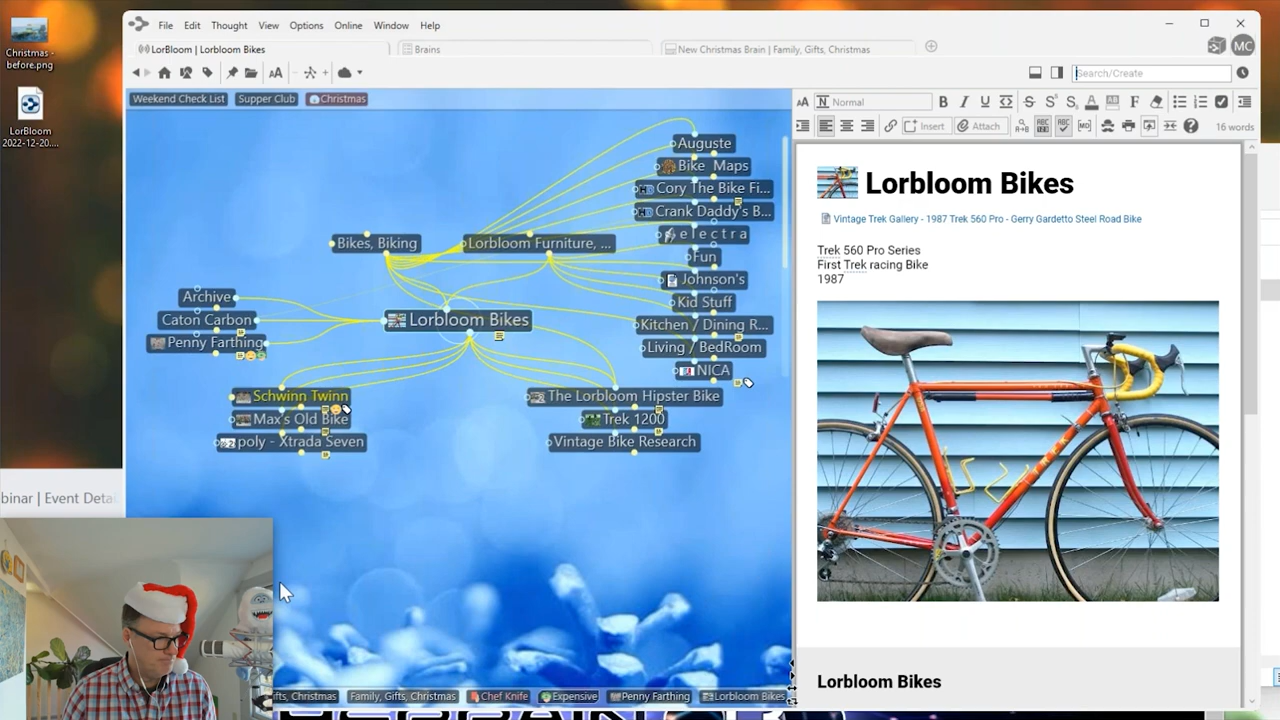 Christmas - before.png
LorBloom 2022-12-20....
File Edit Thought View Options Online Window Help
LorBloom | Lorbloom Bikes
Brains
New Christmas Brain | Family, Gifts, Christmas
MC
Search/Create
Weekend Check List
Supper Club
Christmas
Normal
Insert
Attach
16 words
Auguste
Bike Maps
Cory The Bike Fi...
Crank Daddy's B...
e l e c t r a
Fun
Johnson's
Kid Stuff
Kitchen / Dining R...
Living / BedRoom
NICA
Bikes, Biking
Lorbloom Furniture, ...
Archive
Caton Carbon
Penny Farthing
Lorbloom Bikes
Schwinn Twinn
Max's Old Bike
poly - Xtrada Seven
The Lorbloom Hipster Bike
Trek 1200
Vintage Bike Research
Lorbloom Bikes
Vintage Trek Gallery - 1987 Trek 560 Pro - Gerry Gardetto Steel Road Bike
Trek 560 Pro Series
First Trek racing Bike
1987
TREK
Lorbloom Bikes
binar | Event Detai
ifts, Christmas
Family, Gifts, Christmas
Chef Knife
Expensive
Penny Farthing
Lorbloom Bikes